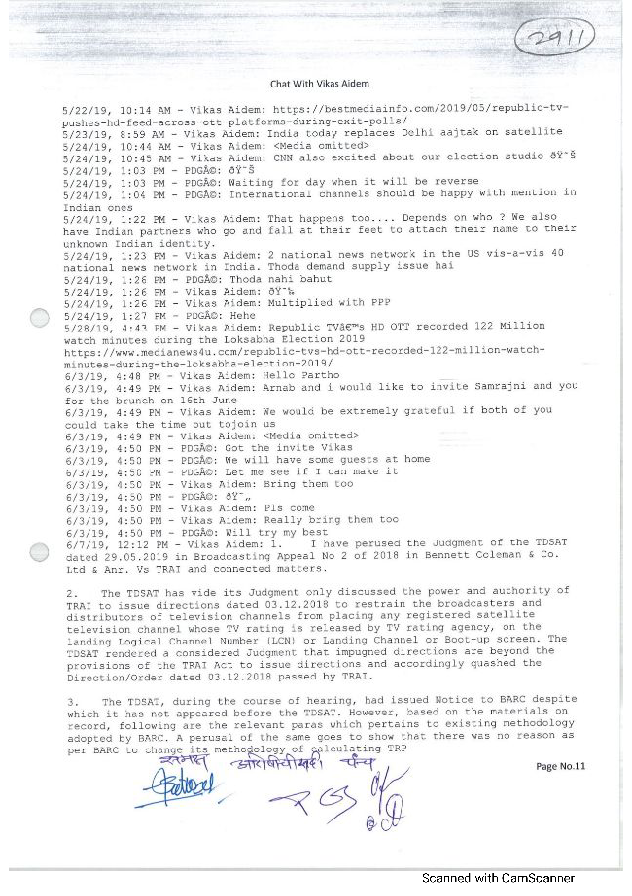 2911
Chat With Vikas Aidem
5/22/19, 10:14 AM - Vikas Aidem: https://bestmediainfo.com/2019/05/republic-tv-
pushes-hd-feed-across-ott-platforms-during-exit-polls/
5/23/19, 8:59 AM - Vikas Aidem: India today replaces Delhi aajtak on satellite
5/24/19, 10:44 AM - Vikas Aidem: <Media omitted>
5/24/19, 10:45 AM - Vikas Aidem: CNN also excited about our election studio ðŸ˜Š
5/24/19, 1:03 PM - PDGÂ©: ðŸ˜Š
5/24/19, 1:03 PM - PDGÂ©: Waiting for day when it will be reverse
5/24/19, 1:04 PM - PDGÂ©: International channels should be happy with mention in
Indian ones
5/24/19, 1:22 PM - Vikas Aidem: That happens too.... Depends on who ? We also
have Indian partners who go and fall at their feet to attach their name to their
unknown Indian identity.
5/24/19, 1:23 PM - Vikas Aidem: 2 national news network in the US vis-a-vis 40
national news network in India. Thoda demand supply issue hai
5/24/19, 1:26 PM - PDGÂ©: Thoda nahi bahut
5/24/19, 1:26 PM - Vikas Aidem: ðŸ˜‰
5/24/19, 1:26 PM - Vikas Aidem: Multiplied with PPP
5/24/19, 1:27 PM - PDGÂ©: Hehe
5/28/19, 4:43 PM - Vikas Aidem: Republic TVâ€™s HD OTT recorded 122 Million
watch minutes during the Loksabha Election 2019
https://www.medianews4u.com/republic-tvs-hd-ott-recorded-122-million-watch-
minutes-during-the-loksabha-election-2019/
6/3/19, 4:48 PM - Vikas Aidem: Hello Partho
6/3/19, 4:49 PM - Vikas Aidem: Arnab and i would like to invite Samrajni and you
for the brunch on 16th June
6/3/19, 4:49 PM - Vikas Aidem: We would be extremely grateful if both of you
could take the time out tojoin us
6/3/19, 4:49 PM - Vikas Aidem: <Media omitted>
6/3/19, 4:50 PM - PDGÂ©: Got the invite Vikas
6/3/19, 4:50 PM - PDGÂ©: We will have some guests at home
6/3/19, 4:50 PM - PDGÂ©: Let me see if I can make it
6/3/19, 4:50 PM - Vikas Aidem: Bring them too
6/3/19, 4:50 PM - PDGÂ©: ðŸ˜„
6/3/19, 4:50 PM - Vikas Aidem: Pls come
6/3/19, 4:50 PM - Vikas Aidem: Really bring them too
6/3/19, 4:50 PM - PDGÂ©: Will try my best
6/7/19, 12:12 PM - Vikas Aidem: 1. I have perused the Judgment of the TDSAT
dated 29.05.2019 in Broadcasting Appeal No 2 of 2018 in Bennett Coleman & Co.
Ltd & Anr. Vs TRAI and connected matters.
2. The TDSAT has vide its Judgment only discussed the power and authority of
TRAI to issue directions dated 03.12.2018 to restrain the broadcasters and
distributors of television channels from placing any registered satellite
television channel whose TV rating is released by TV rating agency, on the
Landing Logical Channel Number (LCN) or Landing Channel or Boot-up screen. The
TDSAT rendered a considered Judgment that impugned directions are beyond the
provisions of the TRAI Act to issue directions and accordingly quashed the
Direction/Order dated 03.12.2018 passed by TRAI.
3. The TDSAT, during the course of hearing, had issued Notice to BARC despite
which it has not appeared before the TDSAT. However, based on the materials on
record, following are the relevant paras which pertains to existing methodology
adopted by BARC. A perusal of the same goes to show that there was no reason as
per BARC to change its methodology of calculating TRP
समक्ष पंच
Page No.11
Scanned with CamScanner